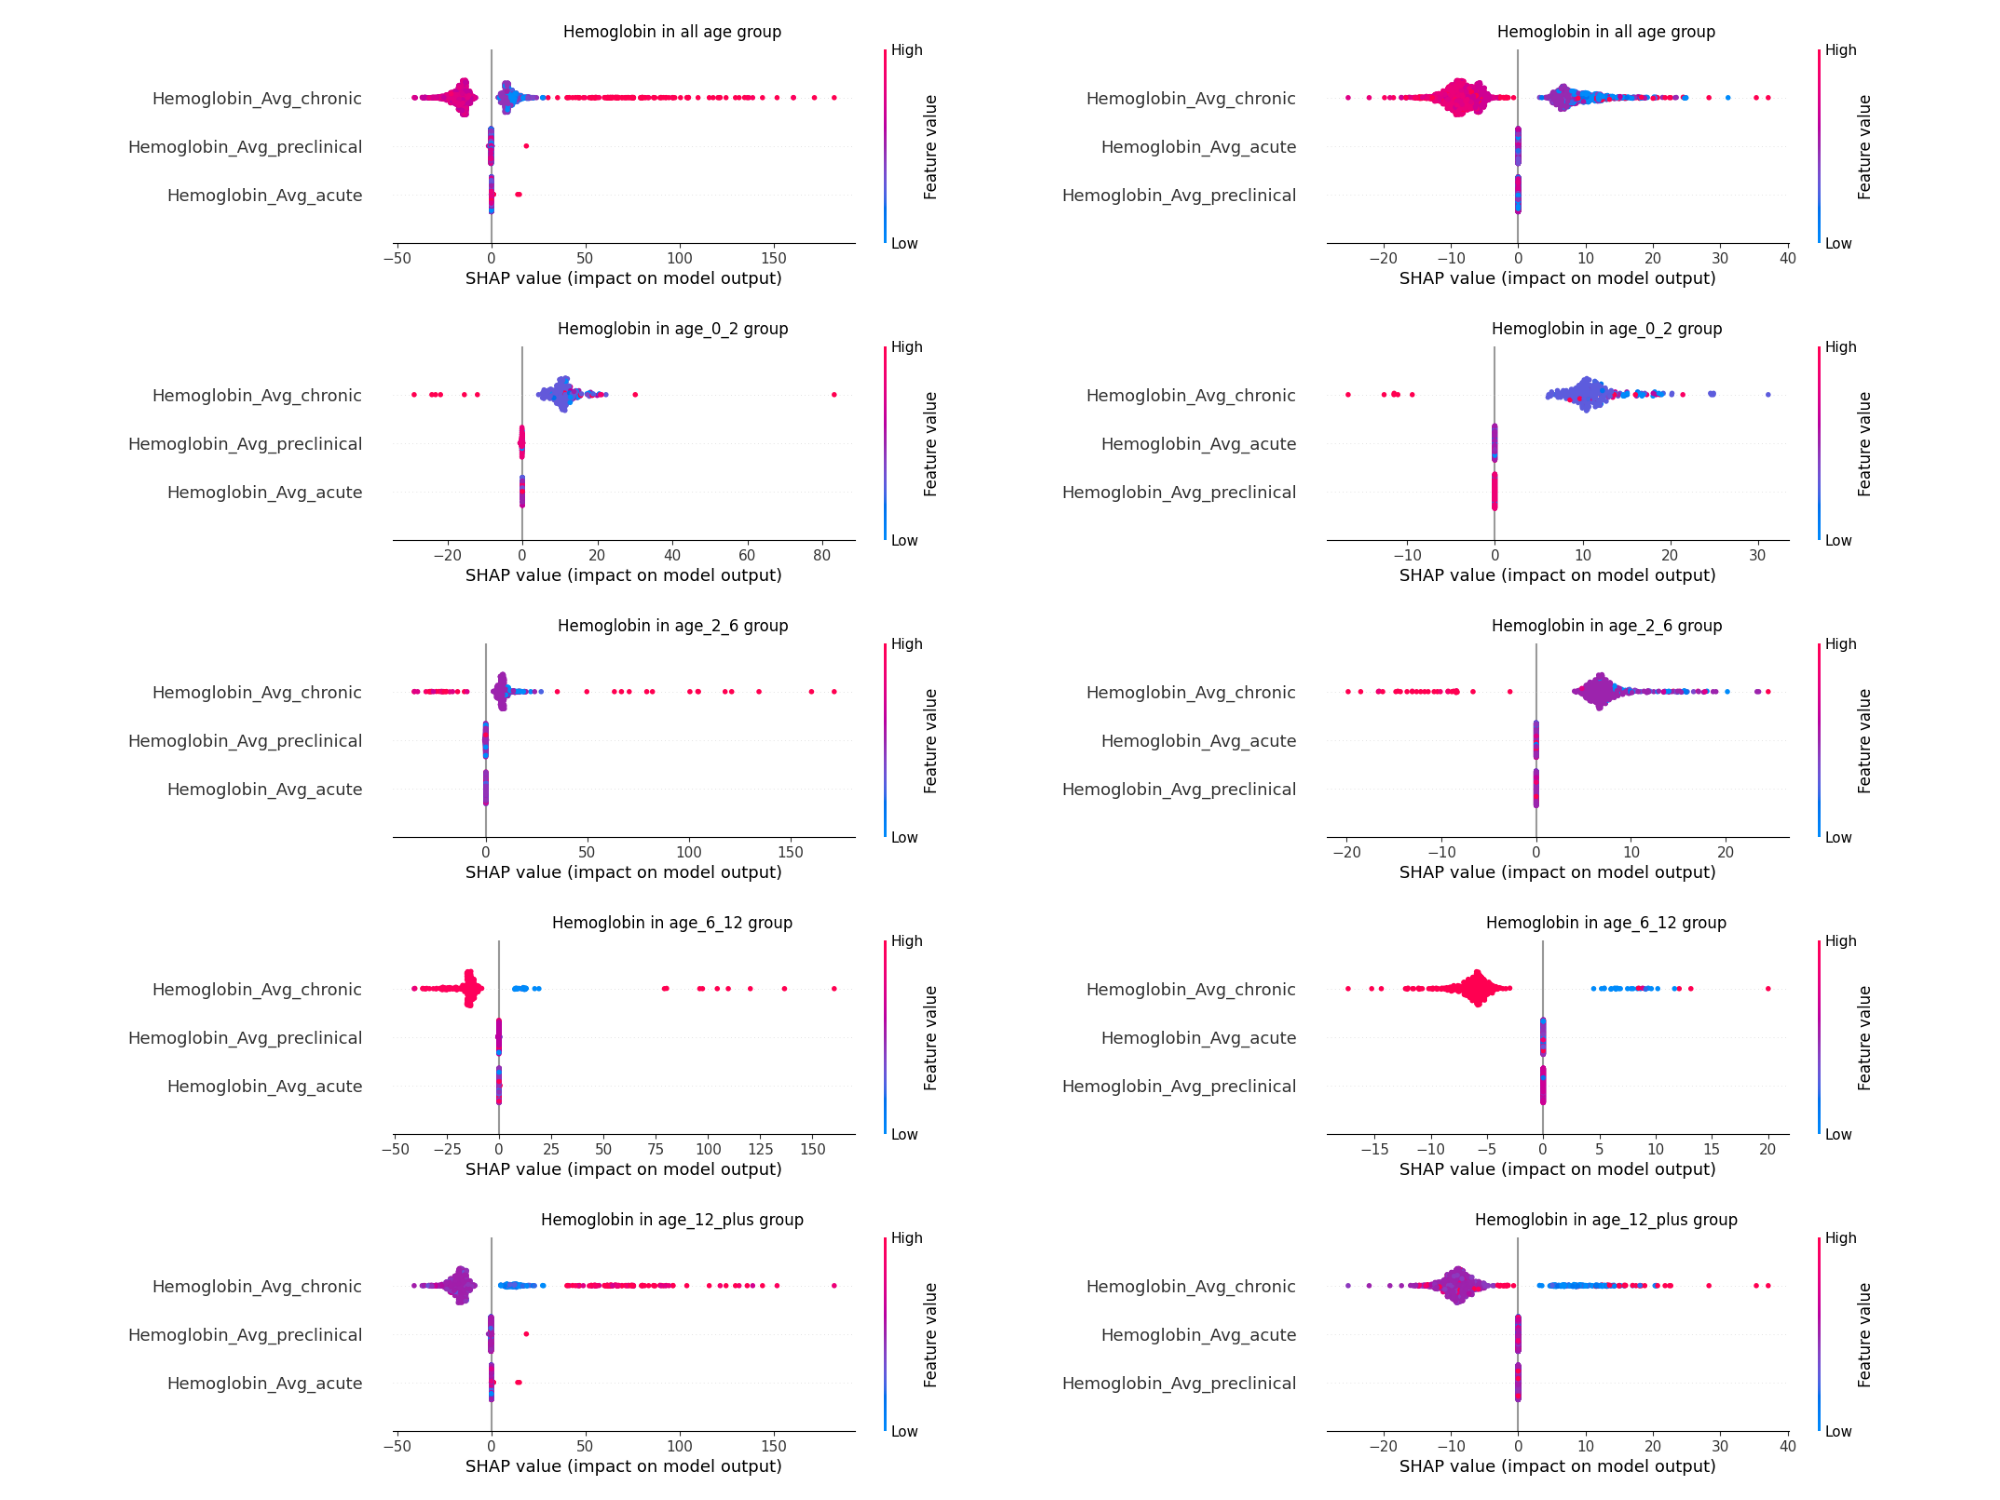 Hemoglobin in all age group
High
Hemoglobin_Avg_chronic
Hemoglobin_Avg_preclinical
Hemoglobin_Avg_acute
Feature value
Low
−50 0 50 100 150
SHAP value (impact on model output)
Hemoglobin in all age group
High
Hemoglobin_Avg_chronic
Hemoglobin_Avg_acute
Hemoglobin_Avg_preclinical
Feature value
Low
−20 −10 0 10 20 30 40
SHAP value (impact on model output)
Hemoglobin in age_0_2 group
High
Hemoglobin_Avg_chronic
Hemoglobin_Avg_preclinical
Hemoglobin_Avg_acute
Feature value
Low
−20 0 20 40 60 80
SHAP value (impact on model output)
Hemoglobin in age_0_2 group
High
Hemoglobin_Avg_chronic
Hemoglobin_Avg_acute
Hemoglobin_Avg_preclinical
Feature value
Low
−10 0 10 20 30
SHAP value (impact on model output)
Hemoglobin in age_2_6 group
High
Hemoglobin_Avg_chronic
Hemoglobin_Avg_preclinical
Hemoglobin_Avg_acute
Feature value
Low
0 50 100 150
SHAP value (impact on model output)
Hemoglobin in age_2_6 group
High
Hemoglobin_Avg_chronic
Hemoglobin_Avg_acute
Hemoglobin_Avg_preclinical
Feature value
Low
−20 −10 0 10 20
SHAP value (impact on model output)
Hemoglobin in age_6_12 group
High
Hemoglobin_Avg_chronic
Hemoglobin_Avg_preclinical
Hemoglobin_Avg_acute
Feature value
Low
−50 −25 0 25 50 75 100 125 150
SHAP value (impact on model output)
Hemoglobin in age_6_12 group
High
Hemoglobin_Avg_chronic
Hemoglobin_Avg_acute
Hemoglobin_Avg_preclinical
Feature value
Low
−15 −10 −5 0 5 10 15 20
SHAP value (impact on model output)
Hemoglobin in age_12_plus group
High
Hemoglobin_Avg_chronic
Hemoglobin_Avg_preclinical
Hemoglobin_Avg_acute
Feature value
Low
−50 0 50 100 150
SHAP value (impact on model output)
Hemoglobin in age_12_plus group
High
Hemoglobin_Avg_chronic
Hemoglobin_Avg_acute
Hemoglobin_Avg_preclinical
Feature value
Low
−20 −10 0 10 20 30 40
SHAP value (impact on model output)